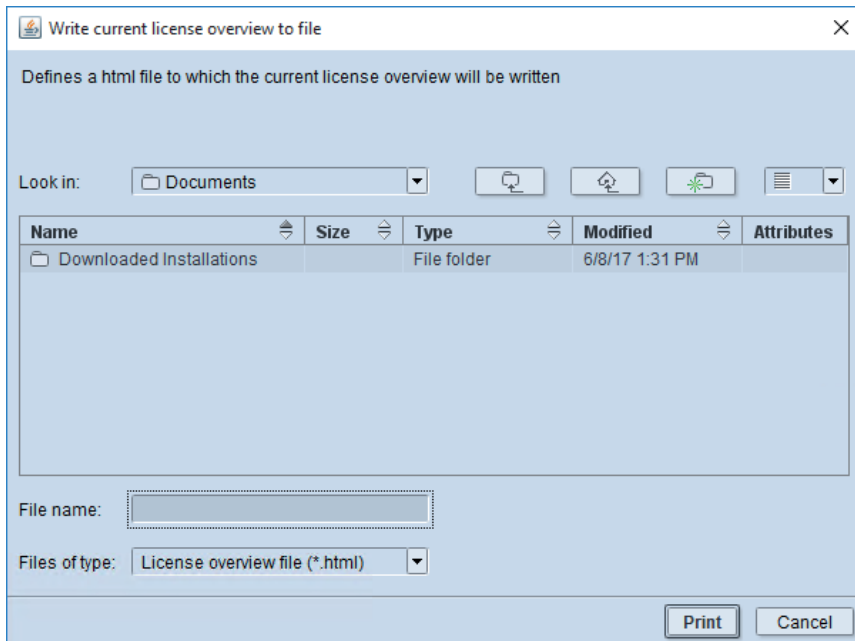 Write current license overview to file
Defines a html file to which the current license overview will be written
Look in: Documents
Name Size Type Modified Attributes
Downloaded Installations File folder 6/8/17 1:31 PM
File name:
Files of type: License overview file (*.html)
Print Cancel